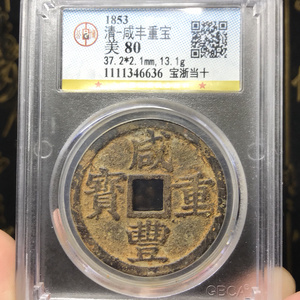 1853
清-咸丰重宝
美 80
37.2*2.1mm,13.1g
1111346636 宝浙当十
咸
寶 重
豐
GBCA